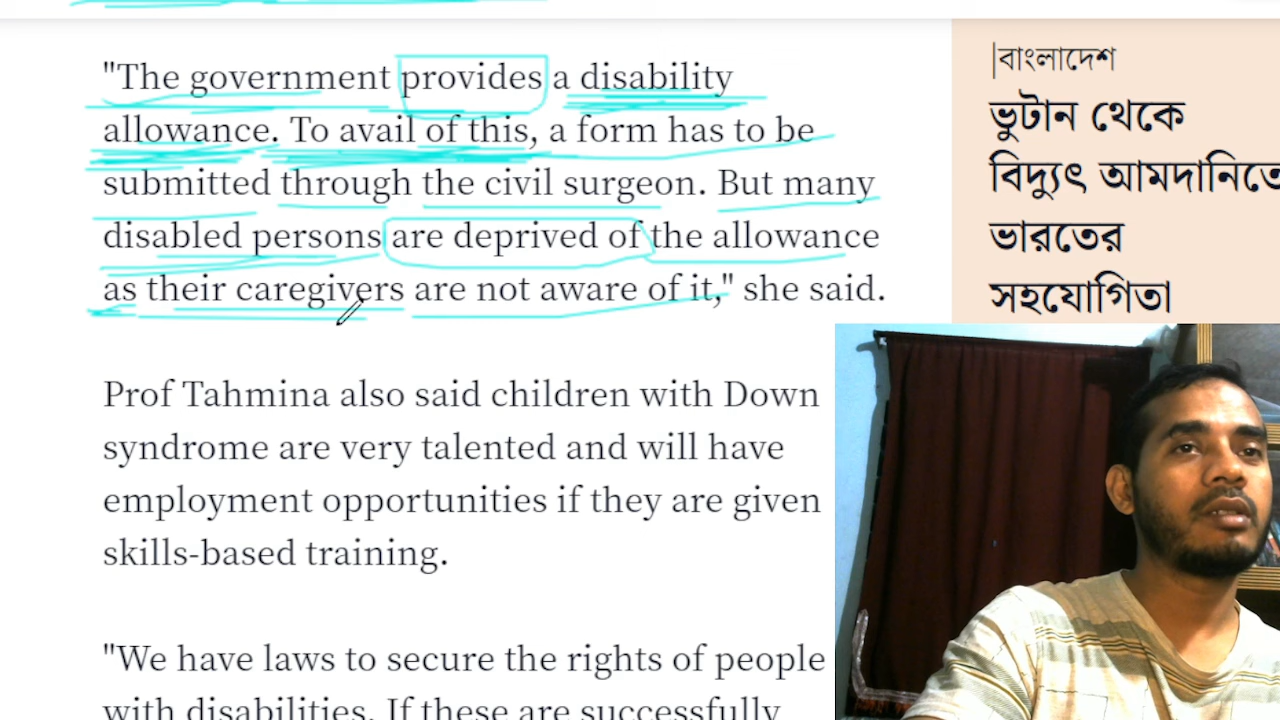 "The government provides a disability
allowance. To avail of this, a form has to be
submitted through the civil surgeon. But many
disabled persons are deprived of the allowance
as their caregivers are not aware of it," she said.
Prof Tahmina also said children with Down
syndrome are very talented and will have
employment opportunities if they are given
skills-based training.
"We have laws to secure the rights of people
with disabilities. If these are successfully
|বাংলাদেশ
ভুটান থেকে
বিদ্যুৎ আমদানিতে
ভারতের
সহযোগিতা